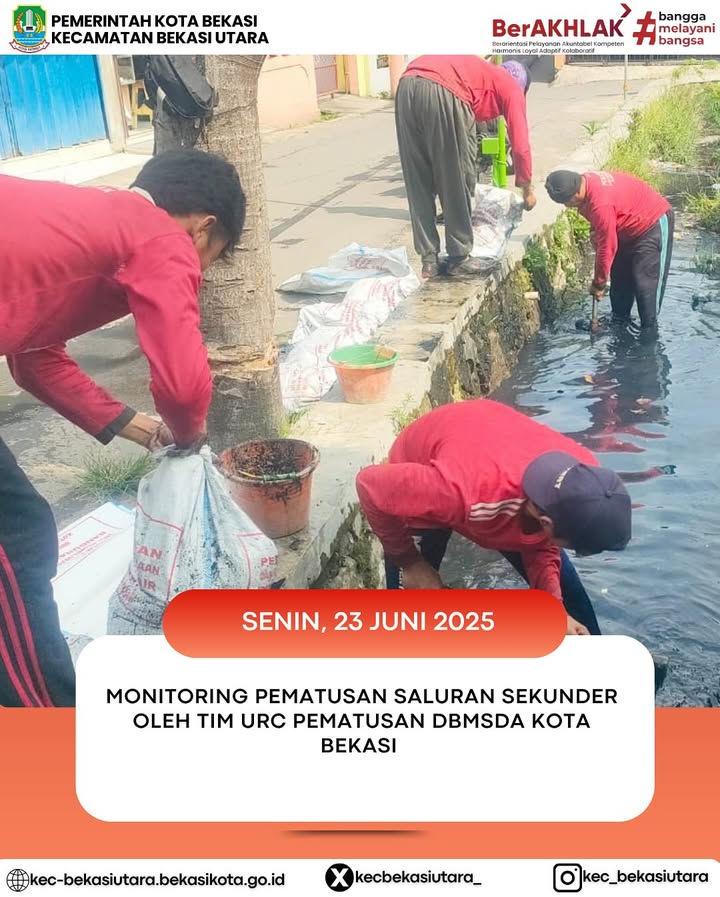 PEMERINTAH KOTA BEKASI
KECAMATAN BEKASI UTARA
BerAKHLAK
Berorientasi Pelayanan Akuntabel Kompeten
Harmonis Loyal Adaptif Kolaboratif
#bangga
melayani
bangsa
SENIN, 23 JUNI 2025
MONITORING PEMATUSAN SALURAN SEKUNDER
OLEH TIM URC PEMATUSAN DBMSDA KOTA
BEKASI
kec-bekasiutara.bekasikota.go.id
kecbekasiutara_
kec_bekasiutara